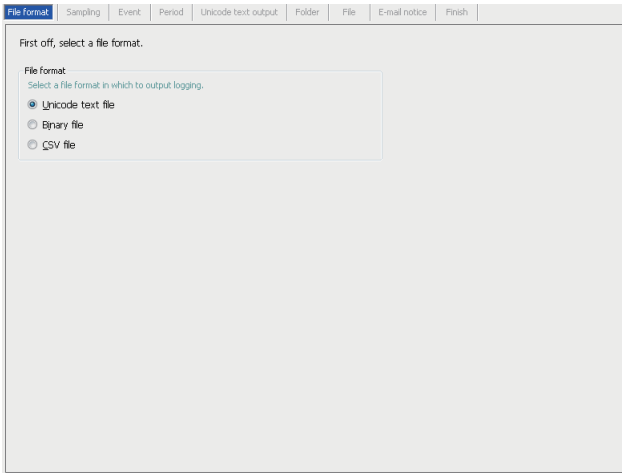 File format Sampling Event Period Unicode text output Folder File E-mail notice Finish
First off, select a file format.
File format
Select a file format in which to output logging.
Unicode text file
Binary file
CSV file